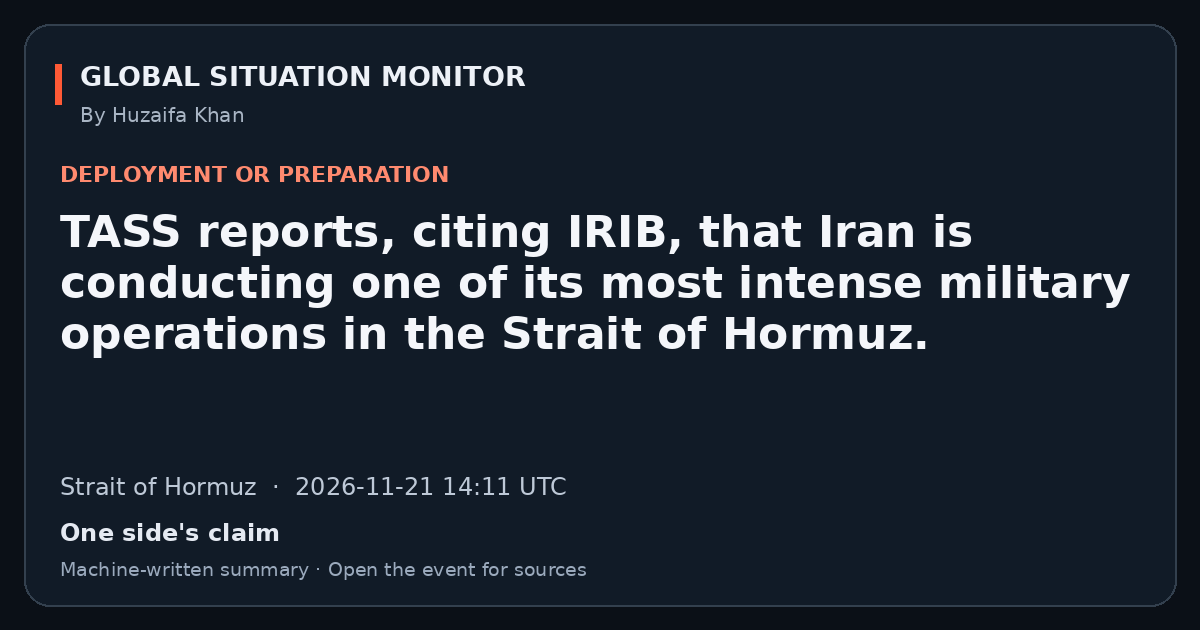 GLOBAL SITUATION MONITOR
By Huzaifa Khan
DEPLOYMENT OR PREPARATION
TASS reports, citing IRIB, that Iran is
conducting one of its most intense military
operations in the Strait of Hormuz.
Strait of Hormuz · 2026-11-21 14:11 UTC
One side's claim
Machine-written summary · Open the event for sources